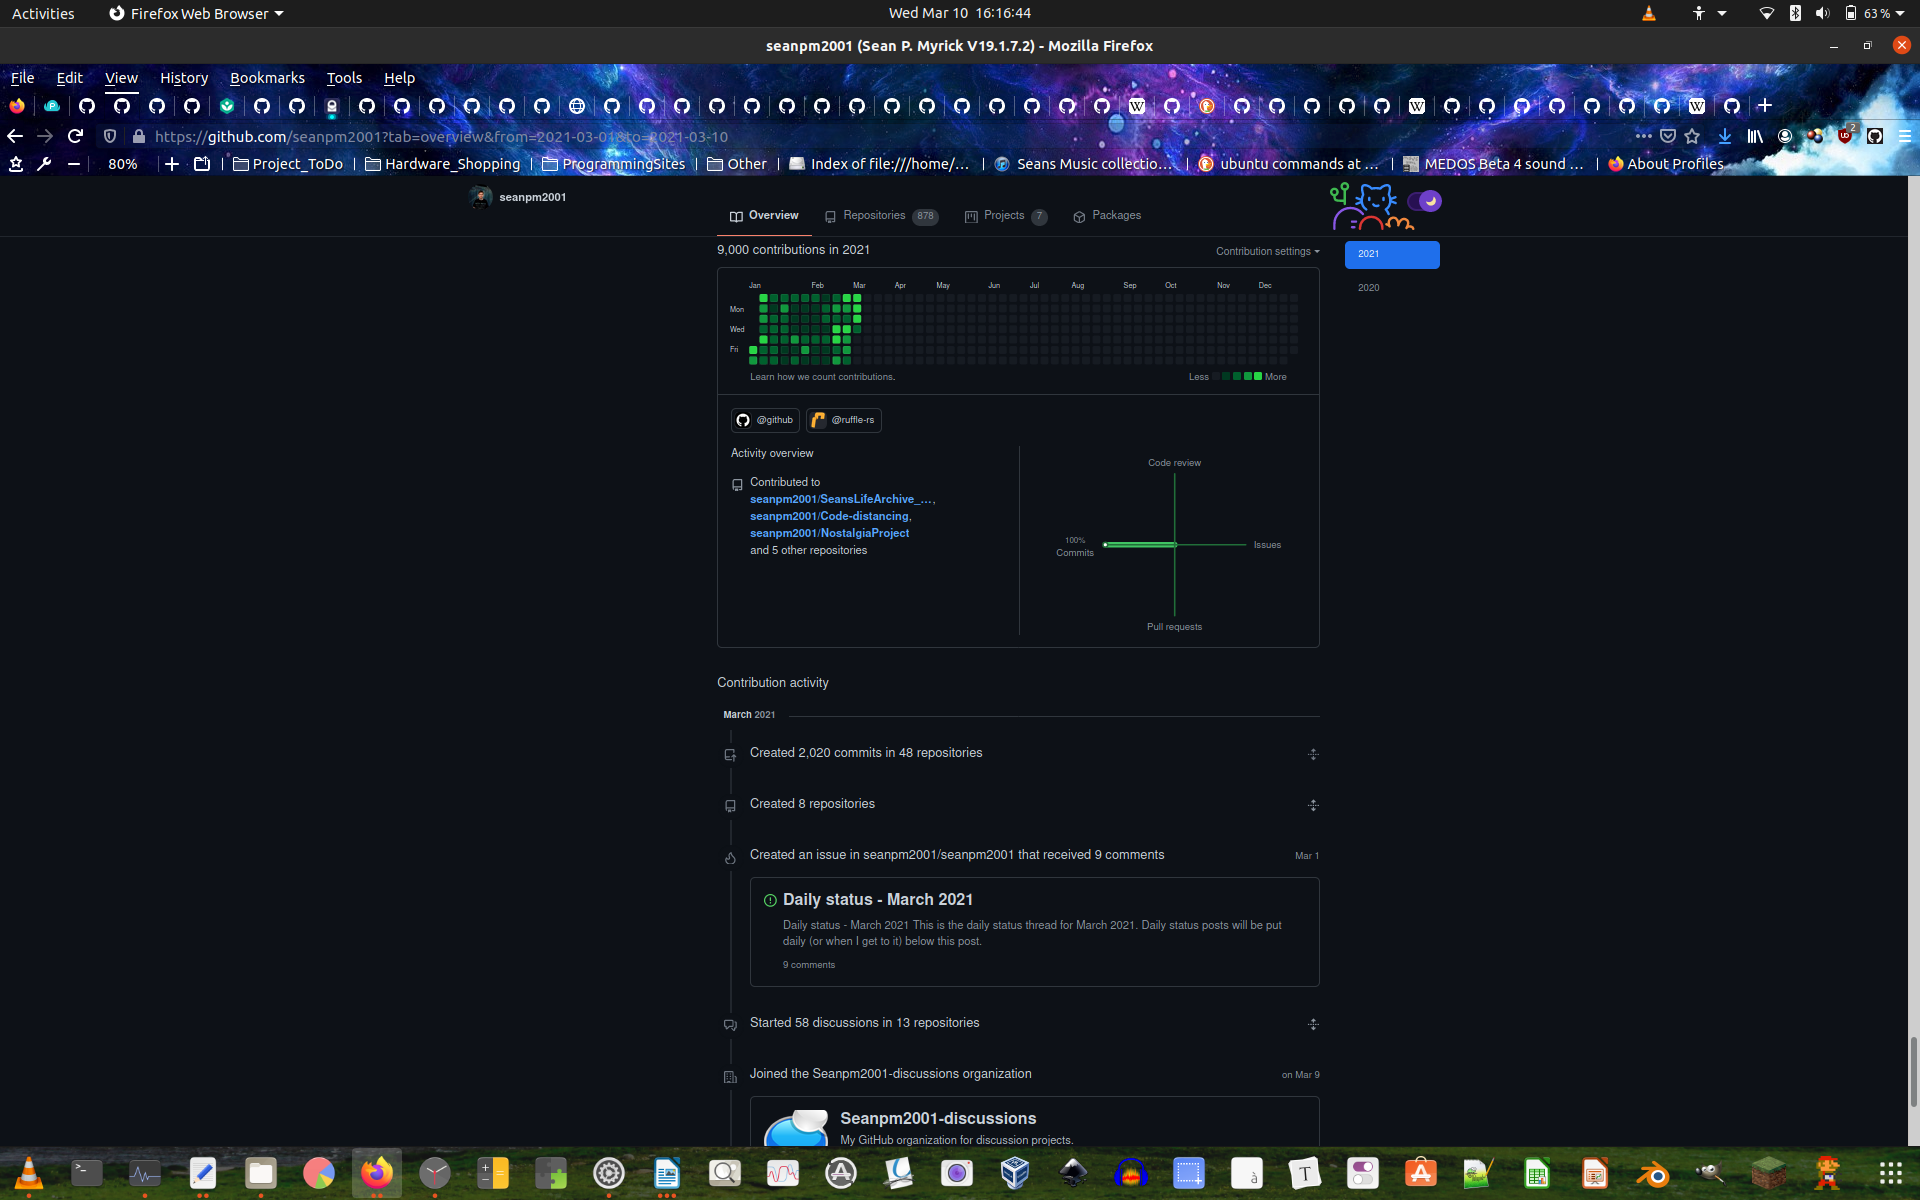 Activities
Firefox Web Browser
Wed Mar 10 16:16:44
63 %
seanpm2001 (Sean P. Myrick V19.1.7.2) - Mozilla Firefox
File Edit View History Bookmarks Tools Help
https://github.com/seanpm2001?tab=overview&from=2021-03-01&to=2021-03-10
2
80%
Project_ToDo
Hardware_Shopping
ProgrammingSites
Other
Index of file:///home/...
Seans Music collectio...
ubuntu commands at ...
MEDOS Beta 4 sound ...
About Profiles
seanpm2001
Overview
Repositories 878
Projects 7
Packages
9,000 contributions in 2021
Contribution settings
2021
2020
Jan Feb Mar Apr May Jun Jul Aug Sep Oct Nov Dec
Mon
Wed
Fri
Learn how we count contributions.
Less More
@github
@ruffle-rs
Activity overview
Contributed to
seanpm2001/SeansLifeArchive_...,
seanpm2001/Code-distancing,
seanpm2001/NostalgiaProject
and 5 other repositories
Code review
100%
Commits
Issues
Pull requests
Contribution activity
March 2021
Created 2,020 commits in 48 repositories
Created 8 repositories
Created an issue in seanpm2001/seanpm2001 that received 9 comments
Mar 1
Daily status - March 2021
Daily status - March 2021 This is the daily status thread for March 2021. Daily status posts will be put
daily (or when I get to it) below this post.
9 comments
Started 58 discussions in 13 repositories
Joined the Seanpm2001-discussions organization
on Mar 9
Seanpm2001-discussions
My GitHub organization for discussion projects.